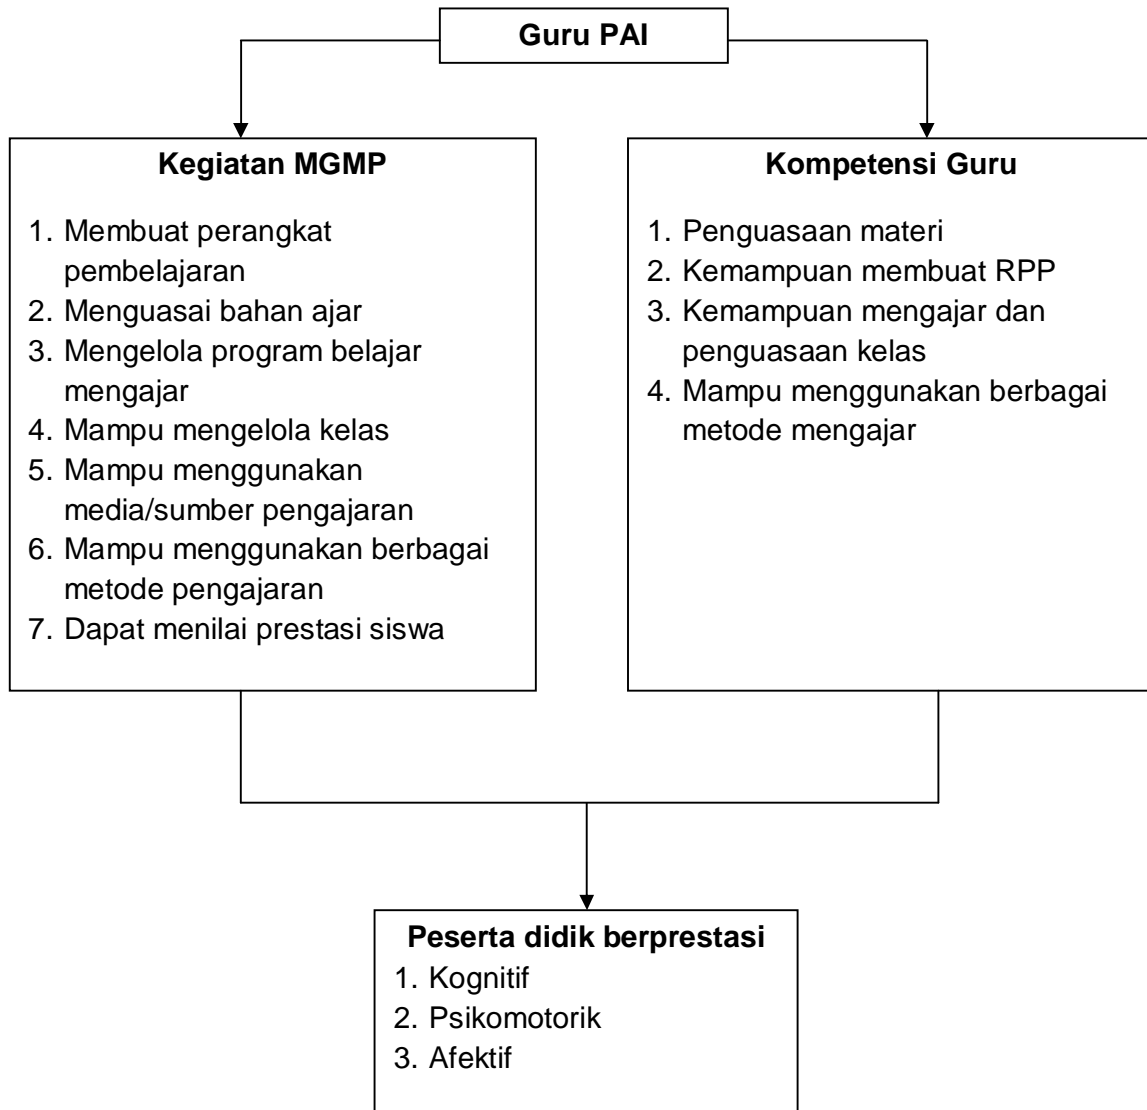 Guru PAI
Kegiatan MGMP
1. Membuat perangkat
pembelajaran
2. Menguasai bahan ajar
3. Mengelola program belajar
mengajar
4. Mampu mengelola kelas
5. Mampu menggunakan
media/sumber pengajaran
6. Mampu menggunakan berbagai
metode pengajaran
7. Dapat menilai prestasi siswa
Kompetensi Guru
1. Penguasaan materi
2. Kemampuan membuat RPP
3. Kemampuan mengajar dan
penguasaan kelas
4. Mampu menggunakan berbagai
metode mengajar
Peserta didik berprestasi
1. Kognitif
2. Psikomotorik
3. Afektif